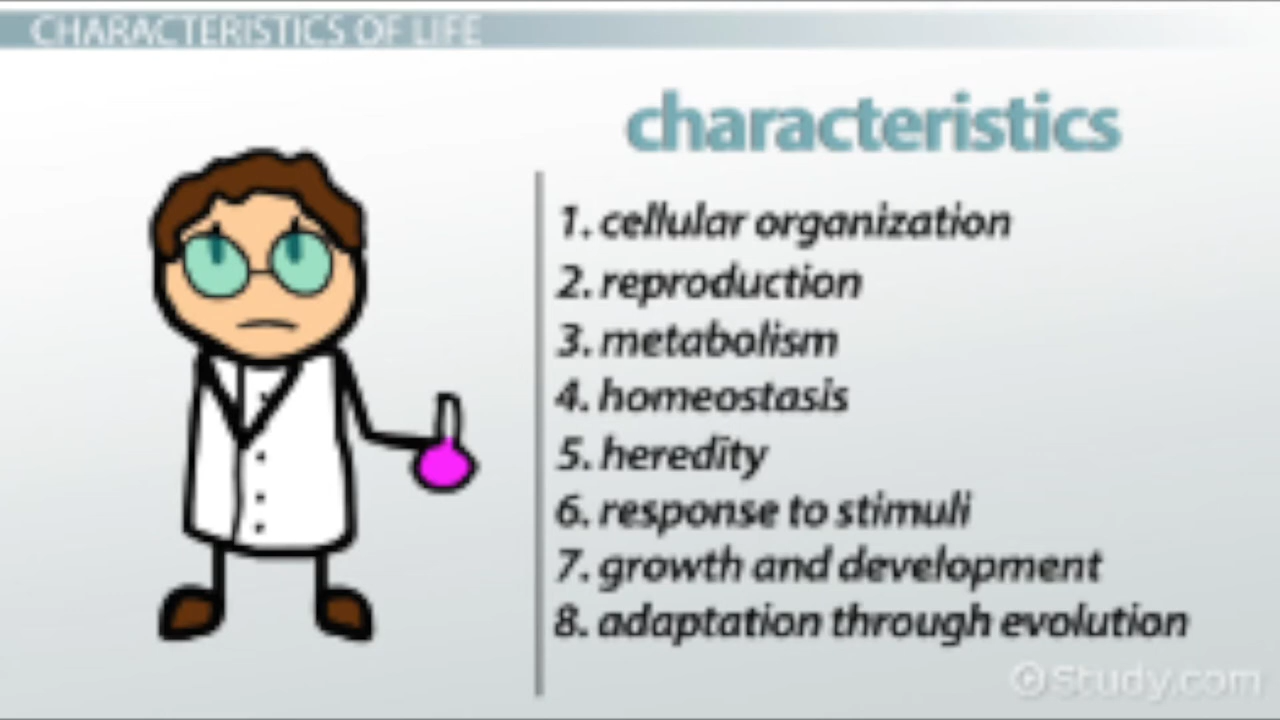 CHARACTERISTICS OF LIFE
characteristics
1. cellular organization
2. reproduction
3. metabolism
4. homeostasis
5. heredity
6. response to stimuli
7. growth and development
8. adaptation through evolution
Study.com